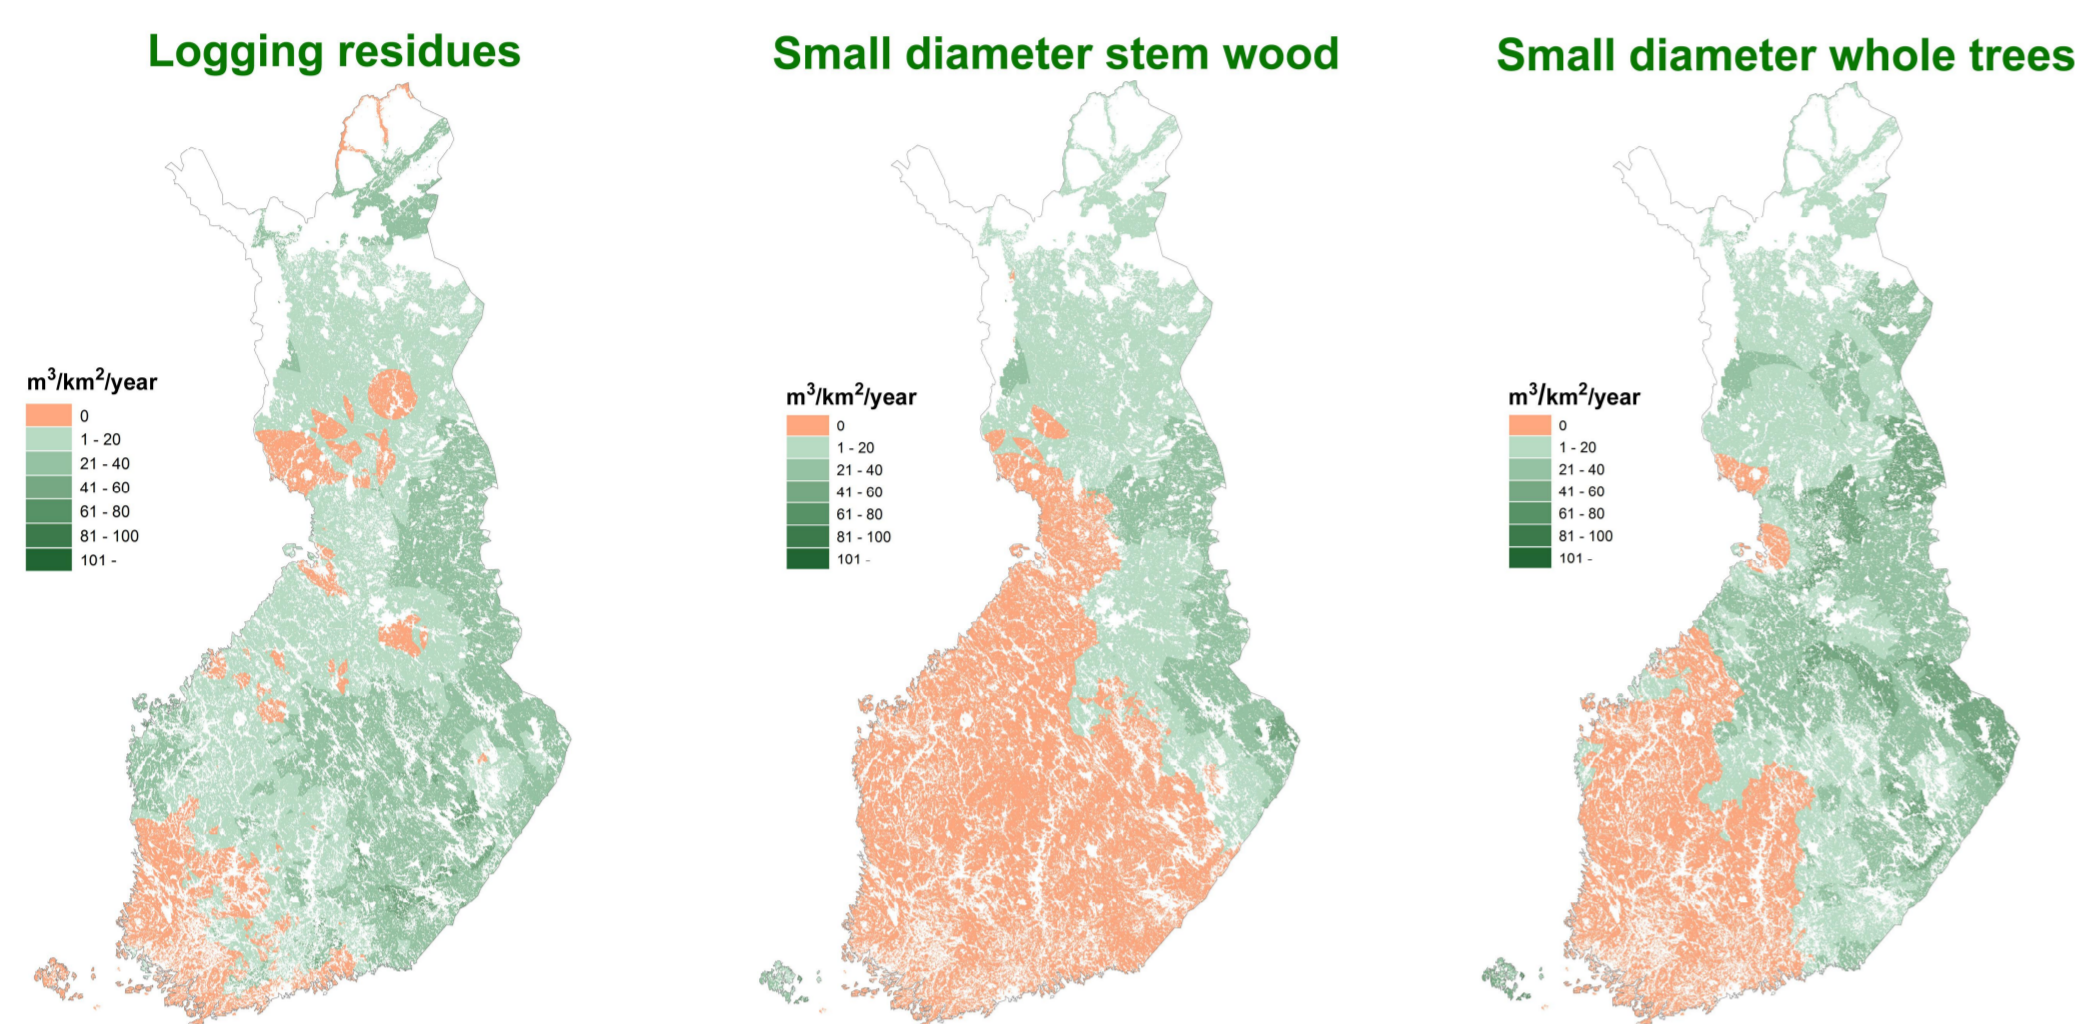 Logging residues
m³/km²/year
0
1 - 20
21 - 40
41 - 60
61 - 80
81 - 100
101 -
Small diameter stem wood
m³/km²/year
0
1 - 20
21 - 40
41 - 60
61 - 80
81 - 100
101 -
Small diameter whole trees
m³/km²/year
0
1 - 20
21 - 40
41 - 60
61 - 80
81 - 100
101 -